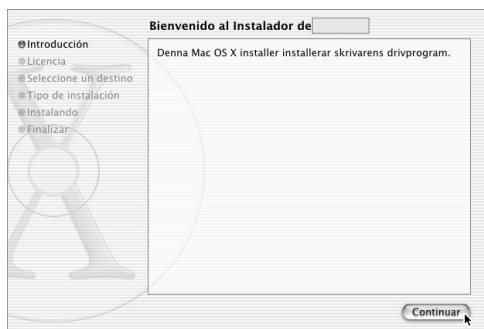 Bienvenido al Instalador de
Introducción
Licencia
Seleccione un destino
Tipo de instalación
Instalando
Finalizar
Denna Mac OS X installer installerar skrivarens drivprogram.
Continuar